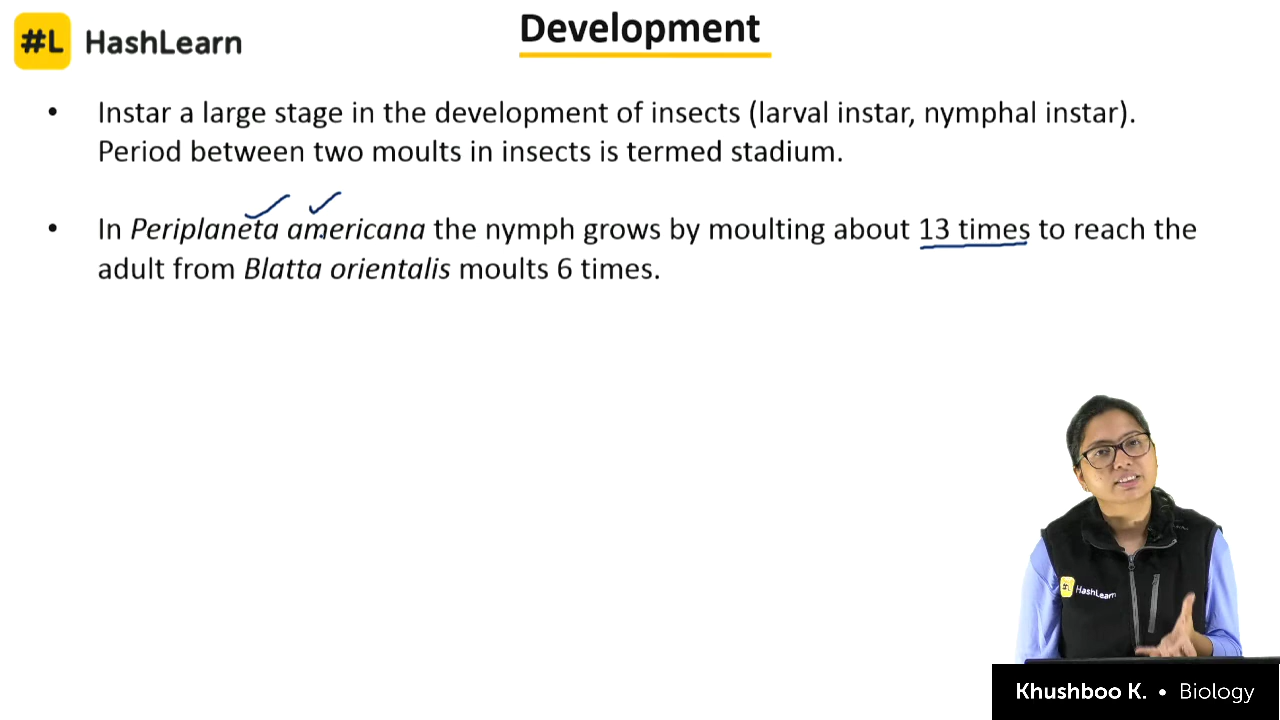 #L HashLearn
Development
• Instar a large stage in the development of insects (larval instar, nymphal instar).
Period between two moults in insects is termed stadium.
• In Periplaneta americana the nymph grows by moulting about 13 times to reach the
adult from Blatta orientalis moults 6 times.
#L HashLearn
Khushboo K. • Biology